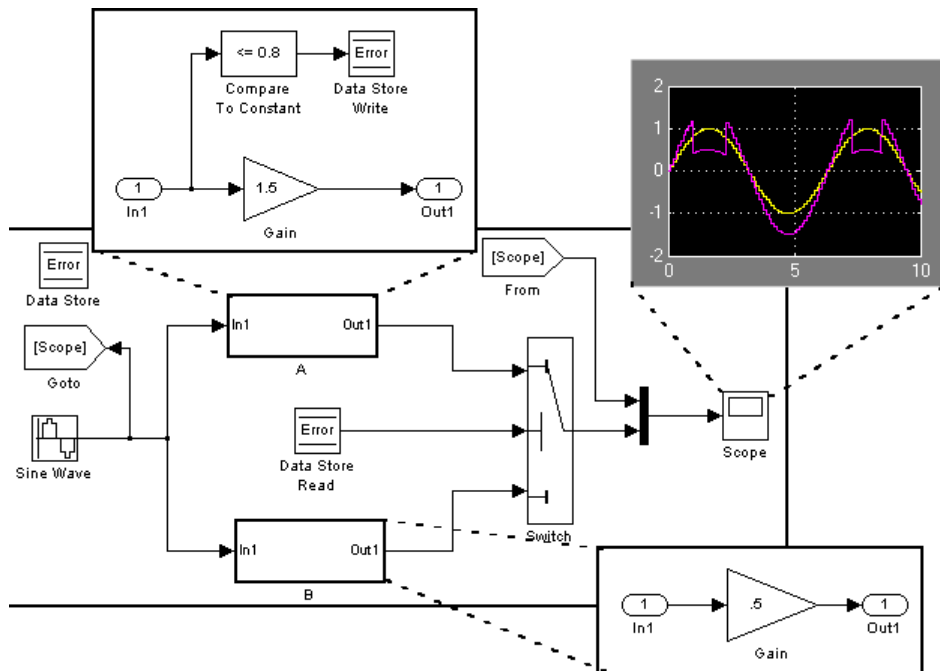 <= 0.8
Error
Compare
To Constant
Data Store
Write
1
In1
1.5
Gain
1
Out1
2
1
0
-1
-2
0
5
10
Error
Data Store
[Scope]
From
[Scope]
Goto
In1
Out1
A
Sine Wave
Error
Data Store
Read
Switch
Scope
In1
Out1
B
1
In1
.5
Gain
1
Out1